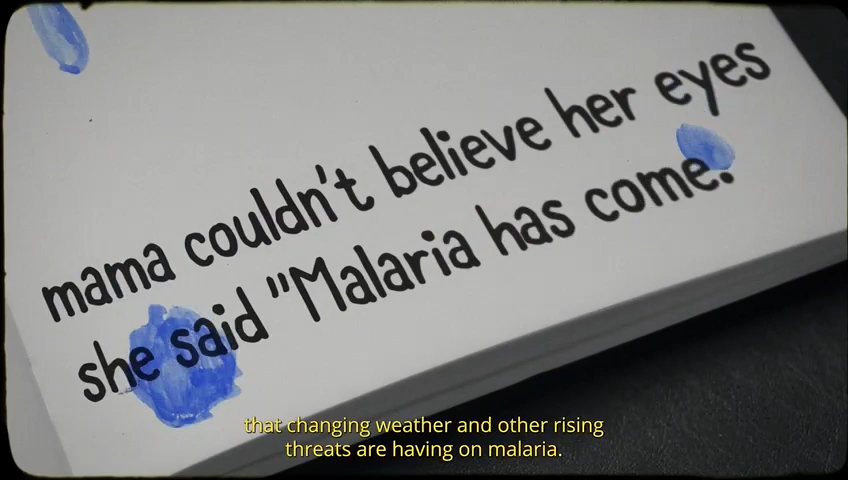 mama couldn't believe her eyes
she said "Malaria has come.
that changing weather and other rising
threats are having on malaria.